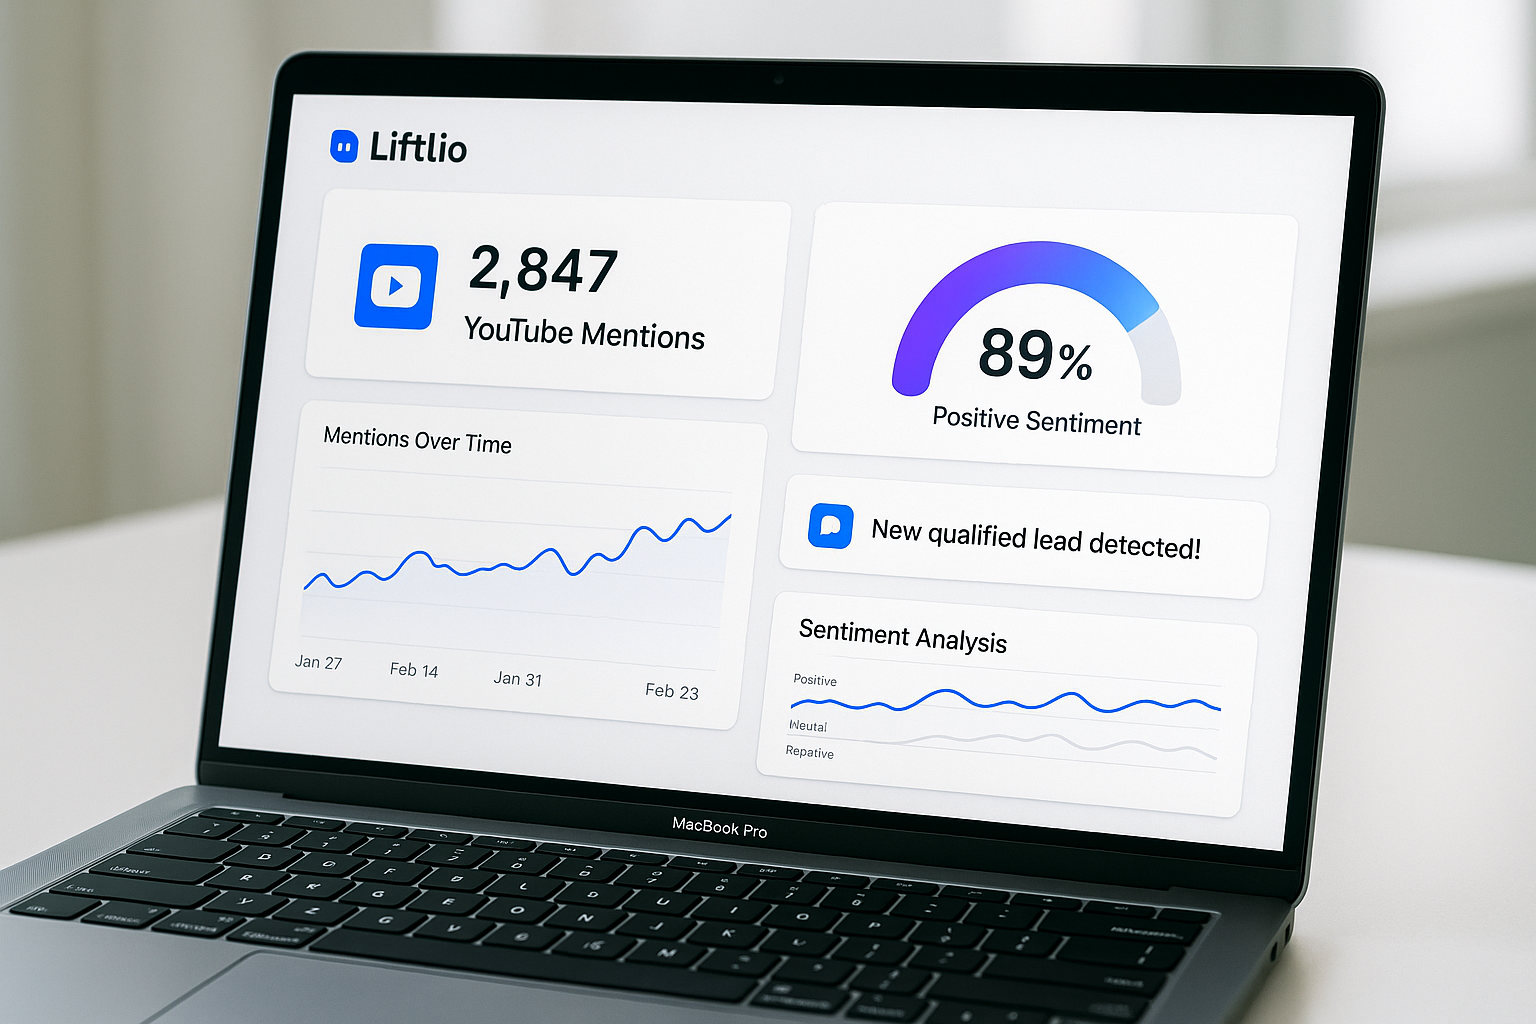 Liftlio
2,847
YouTube Mentions
89%
Positive Sentiment
Mentions Over Time
Jan 27
Feb 14
Jan 31
Feb 23
New qualified lead detected!
Sentiment Analysis
Positive
Neutal
Repative
MacBook Pro